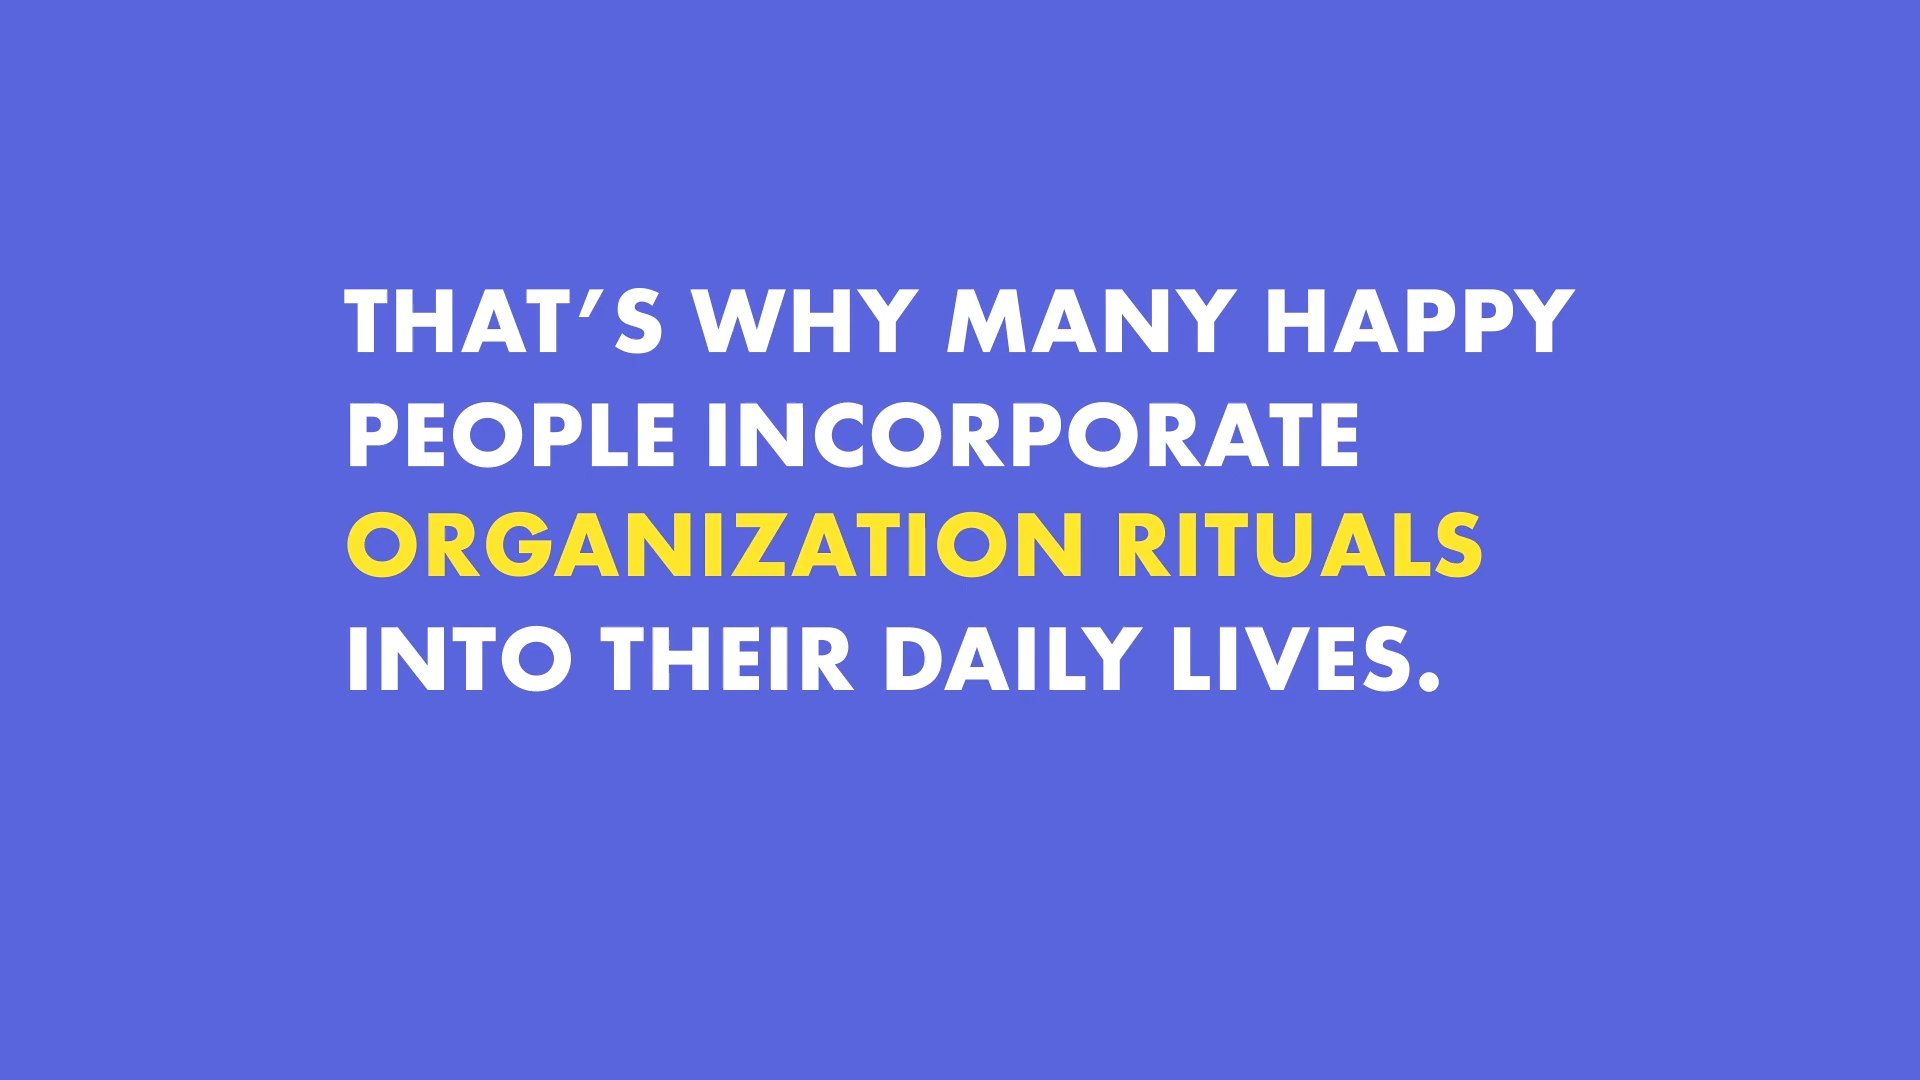 THAT’S WHY MANY HAPPY
PEOPLE INCORPORATE
ORGANIZATION RITUALS
INTO THEIR DAILY LIVES.